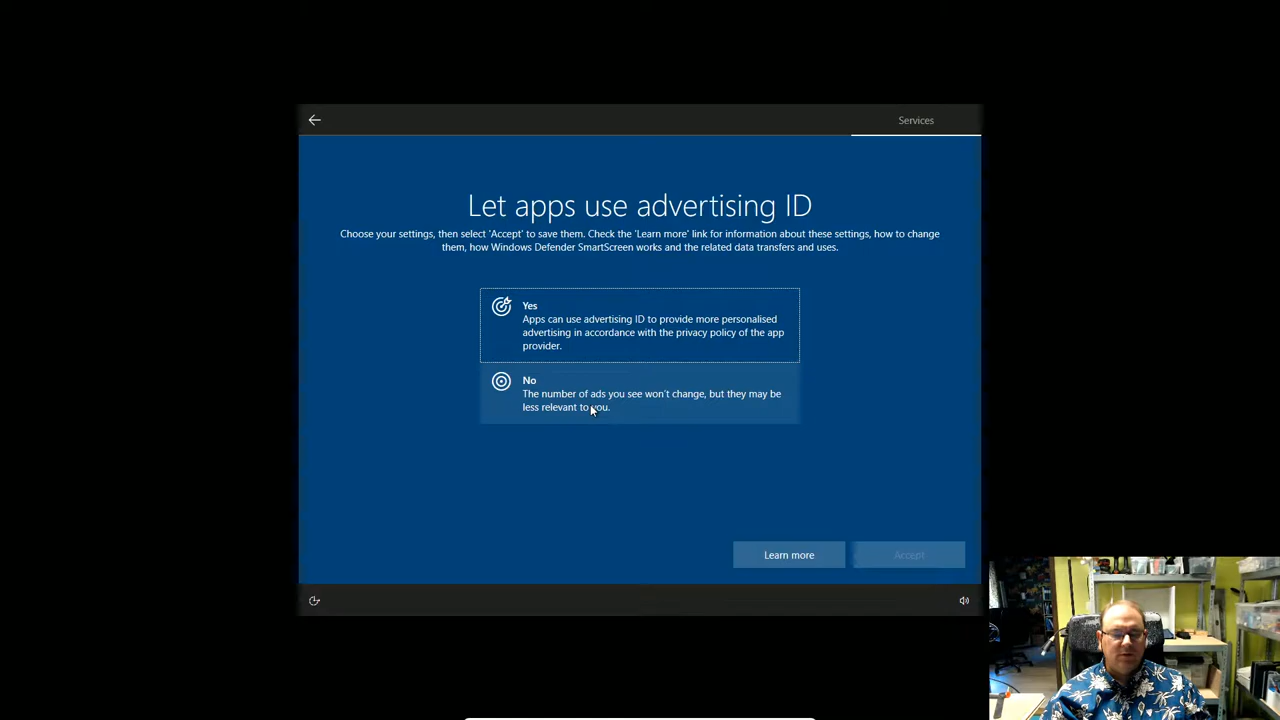 Services
Let apps use advertising ID
Choose your settings, then select 'Accept' to save them. Check the 'Learn more' link for information about these settings, how to change
them, how Windows Defender SmartScreen works and the related data transfers and uses.
Yes
Apps can use advertising ID to provide more personalised
advertising in accordance with the privacy policy of the app
provider.
No
The number of ads you see won't change, but they may be
less relevant to you.
Learn more
Accept